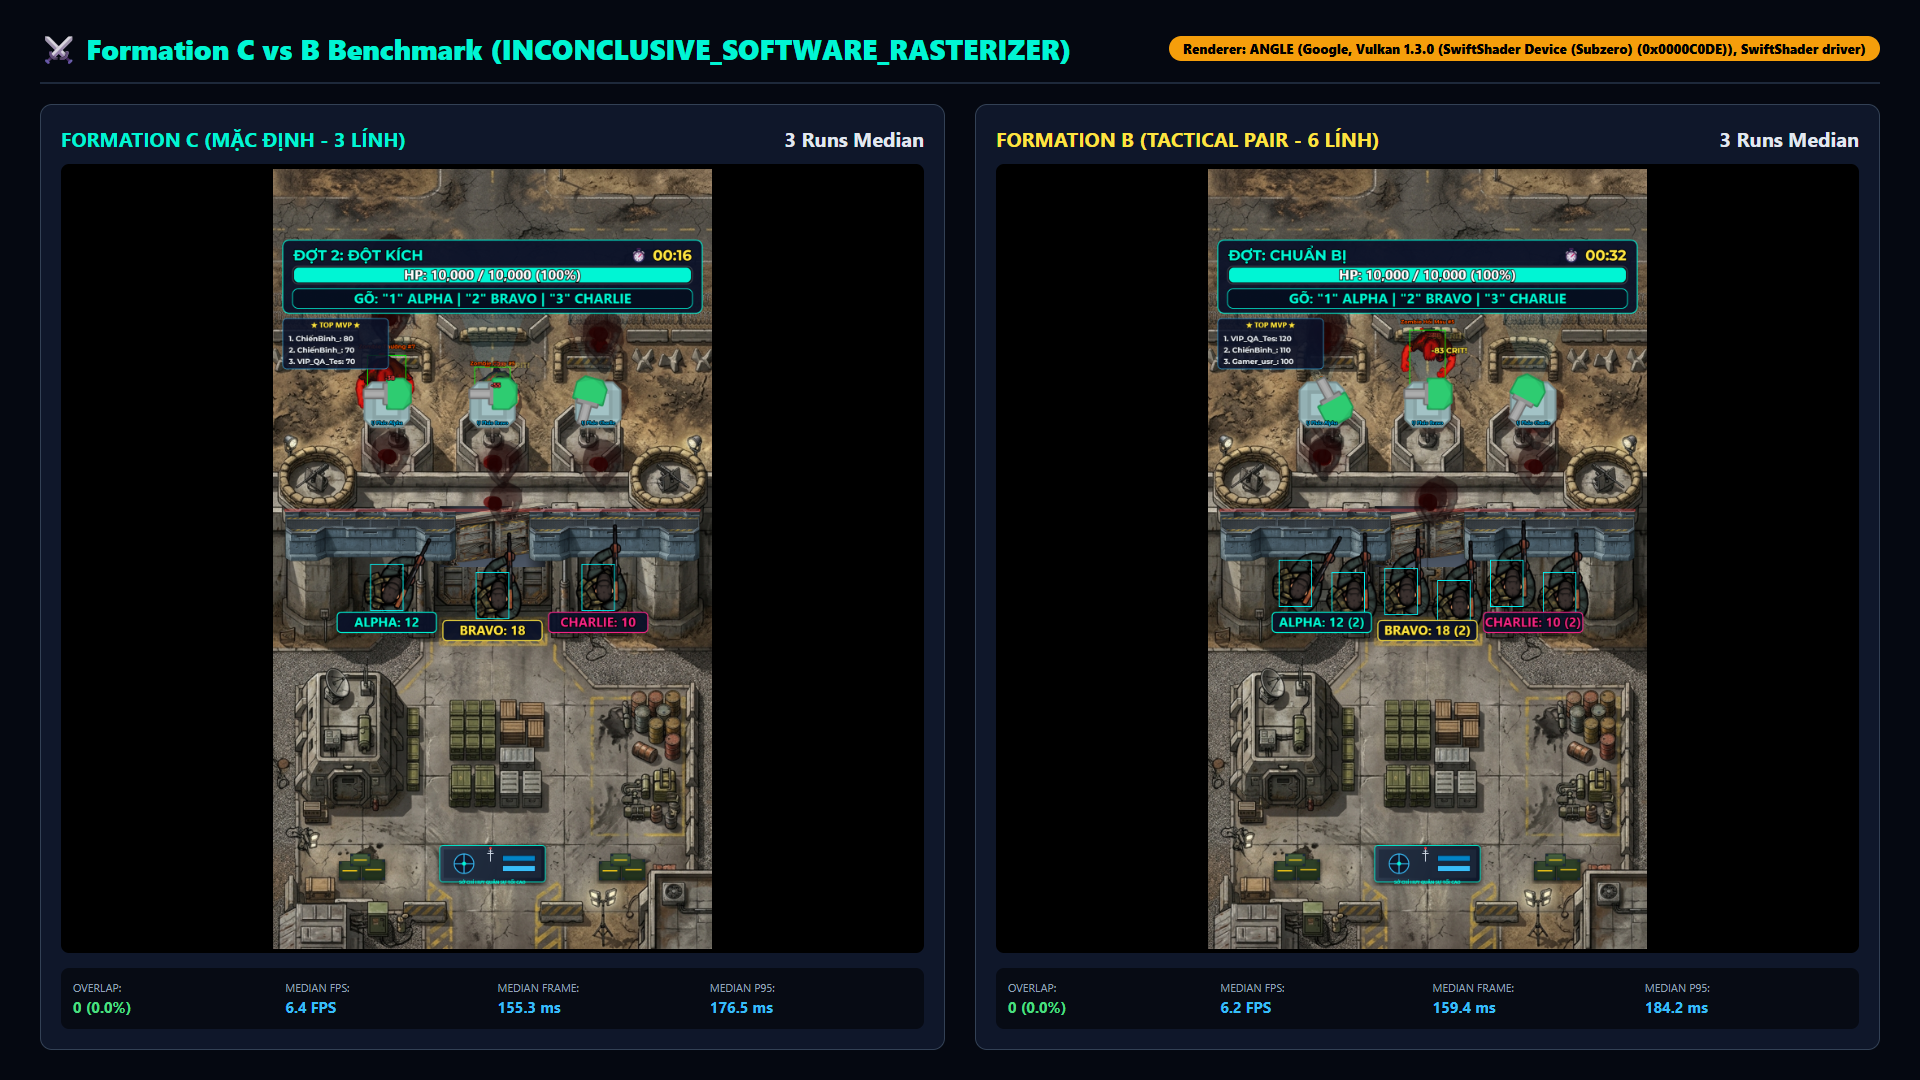 ⚔ Formation C vs B Benchmark (INCONCLUSIVE_SOFTWARE_RASTERIZER)
Renderer: ANGLE (Google, Vulkan 1.3.0 (SwiftShader Device (Subzero) (0x0000C0DE)), SwiftShader driver)
FORMATION C (MẶC ĐỊNH - 3 LÍNH)
3 Runs Median
ĐỢT 2: ĐỘT KÍCH
00:16
HP: 10,000 / 10,000 (100%)
GÕ: "1" ALPHA | "2" BRAVO | "3" CHARLIE
★ TOP MVP ★
1. ChiếnBinh_: 80
2. ChiếnBinh_: 70
3. VIP_QA_Tes: 70
ALPHA: 12
BRAVO: 18
CHARLIE: 10
OVERLAP:
0 (0.0%)
MEDIAN FPS:
6.4 FPS
MEDIAN FRAME:
155.3 ms
MEDIAN P95:
176.5 ms
FORMATION B (TACTICAL PAIR - 6 LÍNH)
3 Runs Median
ĐỢT: CHUẨN BỊ
00:32
HP: 10,000 / 10,000 (100%)
GÕ: "1" ALPHA | "2" BRAVO | "3" CHARLIE
★ TOP MVP ★
1. VIP_QA_Tes: 120
2. ChiếnBinh_: 110
3. Gamer_usr_: 100
-83 CRIT!
ALPHA: 12 (2)
BRAVO: 18 (2)
CHARLIE: 10 (2)
OVERLAP:
0 (0.0%)
MEDIAN FPS:
6.2 FPS
MEDIAN FRAME:
159.4 ms
MEDIAN P95:
184.2 ms